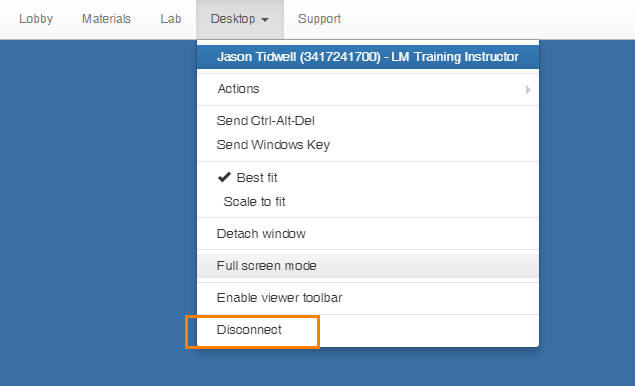 Lobby Materials Lab Desktop Support
Jason Tidwell (3417241700) - LM Training Instructor
Actions
Send Ctrl-Alt-Del
Send Windows Key
Best fit
Scale to fit
Detach window
Full screen mode
Enable viewer toolbar
Disconnect